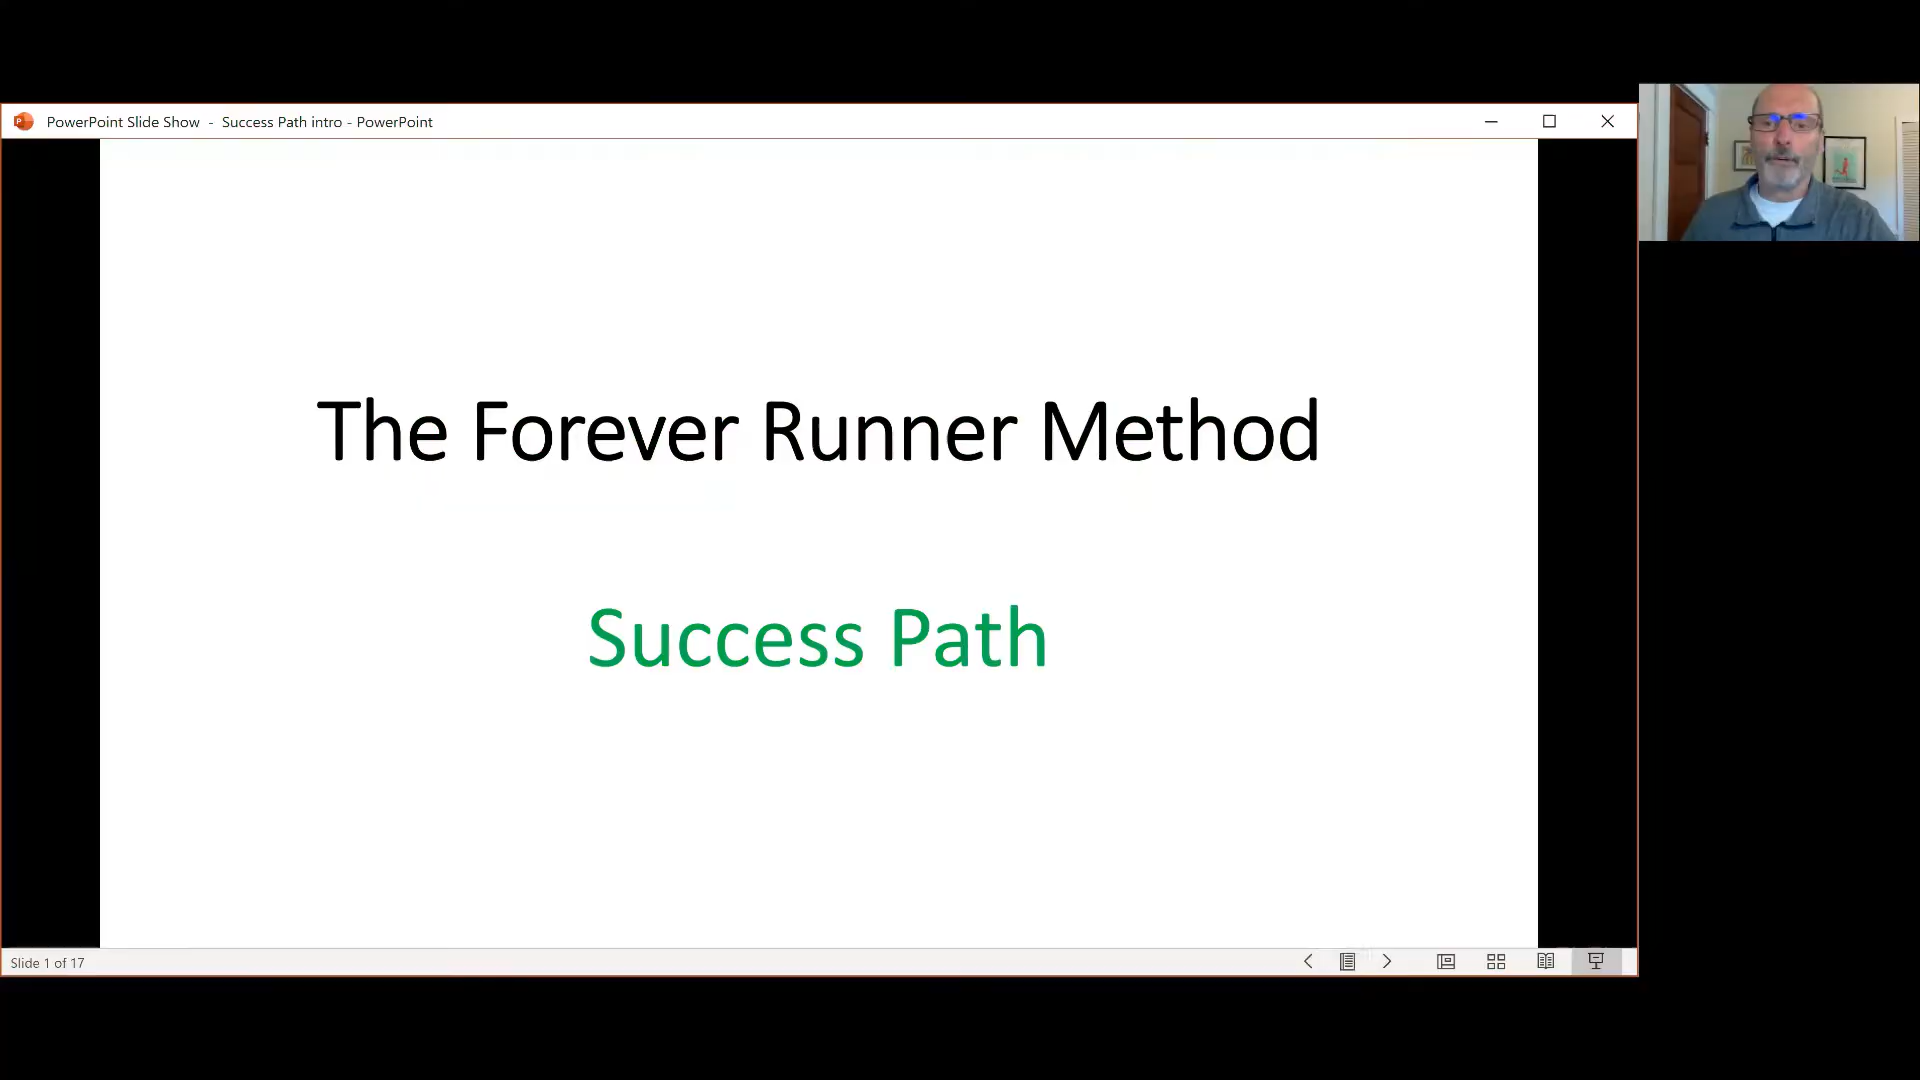 PowerPoint Slide Show - Success Path intro - PowerPoint
The Forever Runner Method
Success Path
Slide 1 of 17